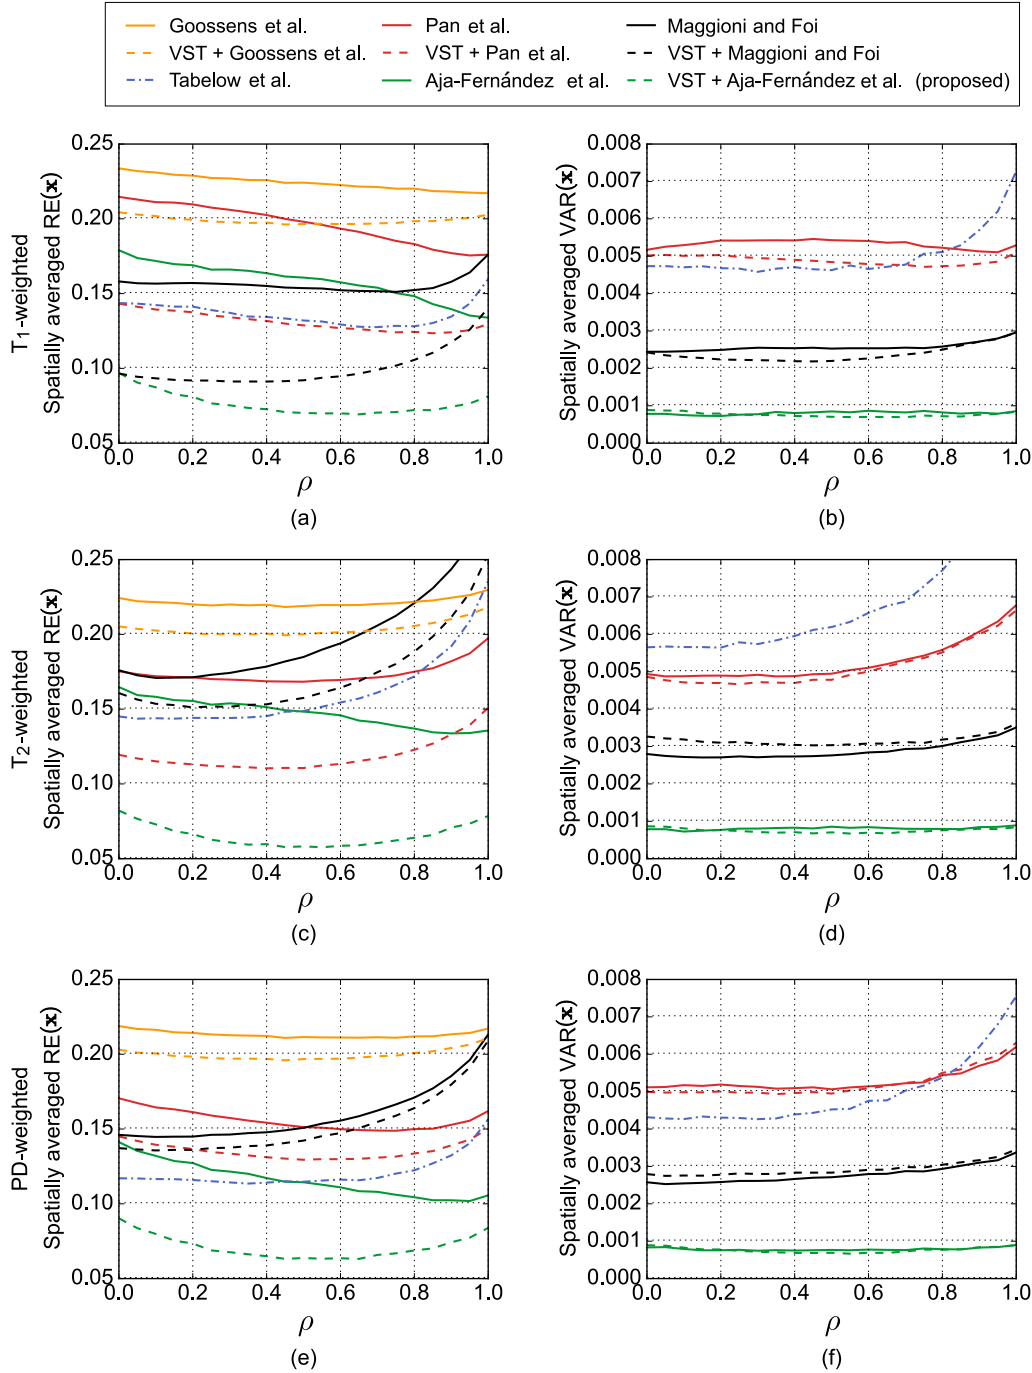 Goossens et al.
Pan et al.
Maggioni and Foi
VST + Goossens et al.
VST + Pan et al.
VST + Maggioni and Foi
Tabelow et al.
Aja-Fernández et al.
VST + Aja-Fernández et al. (proposed)
T1-weighted
Spatially averaged RE(x)
0.25
0.20
0.15
0.10
0.05
0.0 0.2 0.4 0.6 0.8 1.0
ρ
(a)
Spatially averaged VAR(x)
0.008
0.007
0.006
0.005
0.004
0.003
0.002
0.001
0.000
0.0 0.2 0.4 0.6 0.8 1.0
ρ
(b)
T2-weighted
Spatially averaged RE(x)
0.25
0.20
0.15
0.10
0.05
0.0 0.2 0.4 0.6 0.8 1.0
ρ
(c)
Spatially averaged VAR(x)
0.008
0.007
0.006
0.005
0.004
0.003
0.002
0.001
0.000
0.0 0.2 0.4 0.6 0.8 1.0
ρ
(d)
PD-weighted
Spatially averaged RE(x)
0.25
0.20
0.15
0.10
0.05
0.0 0.2 0.4 0.6 0.8 1.0
ρ
(e)
Spatially averaged VAR(x)
0.008
0.007
0.006
0.005
0.004
0.003
0.002
0.001
0.000
0.0 0.2 0.4 0.6 0.8 1.0
ρ
(f)